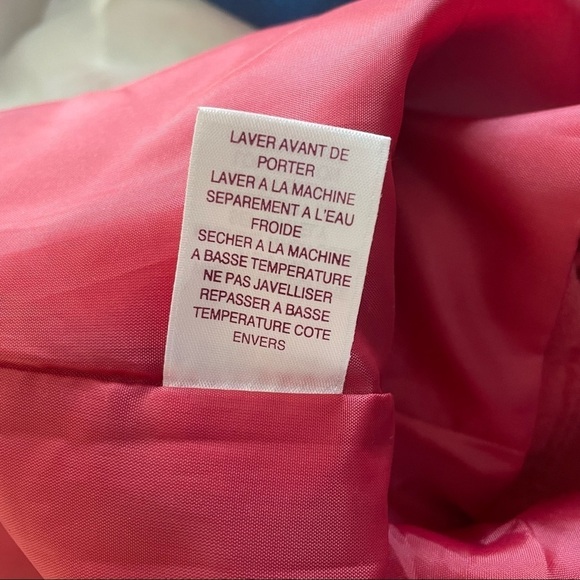 LAVER AVANT DE
PORTER
LAVER A LA MACHINE
SEPAREMENT A L'EAU
FROIDE
SECHER A LA MACHINE
A BASSE TEMPERATURE
NE PAS JAVELLISER
REPASSER A BASSE
TEMPERATURE COTE
ENVERS